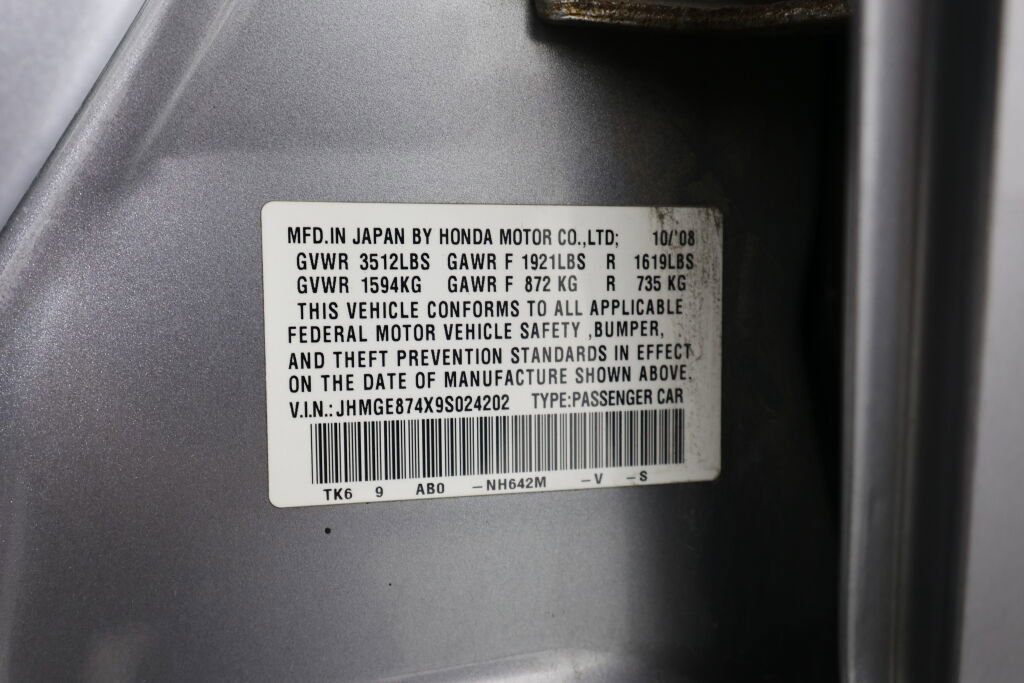 MFD.IN JAPAN BY HONDA MOTOR CO.,LTD; 10/'08
GVWR 3512LBS GAWR F 1921LBS R 1619LBS
GVWR 1594KG GAWR F 872 KG R 735 KG
THIS VEHICLE CONFORMS TO ALL APPLICABLE
FEDERAL MOTOR VEHICLE SAFETY ,BUMPER,
AND THEFT PREVENTION STANDARDS IN EFFECT
ON THE DATE OF MANUFACTURE SHOWN ABOVE.
V.I.N.: JHMGE874X9S024202 TYPE:PASSENGER CAR
TK6 9 AB0 -NH642M -V -S